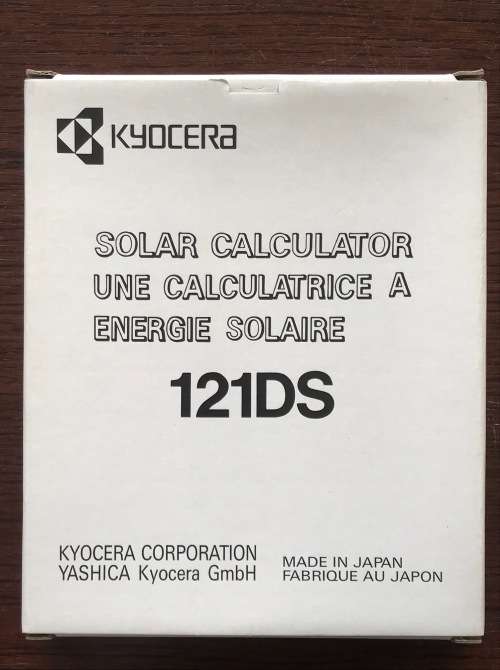 KYOCERA
SOLAR CALCULATOR
UNE CALCULATRICE A
ENERGIE SOLAIRE
121DS
KYOCERA CORPORATION
YASHICA Kyocera GmbH
MADE IN JAPAN
FABRIQUE AU JAPON